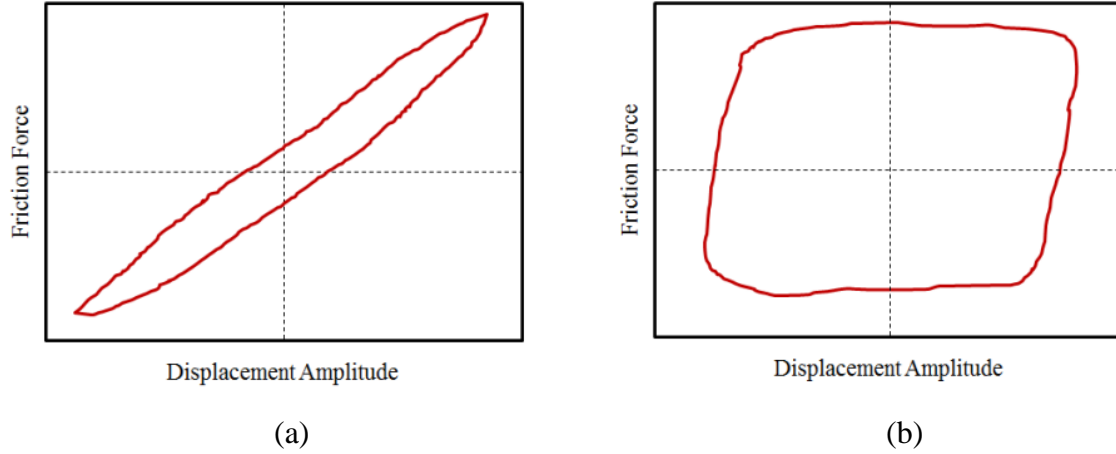 Friction Force
Displacement Amplitude
(a)
Friction Force
Displacement Amplitude
(b)